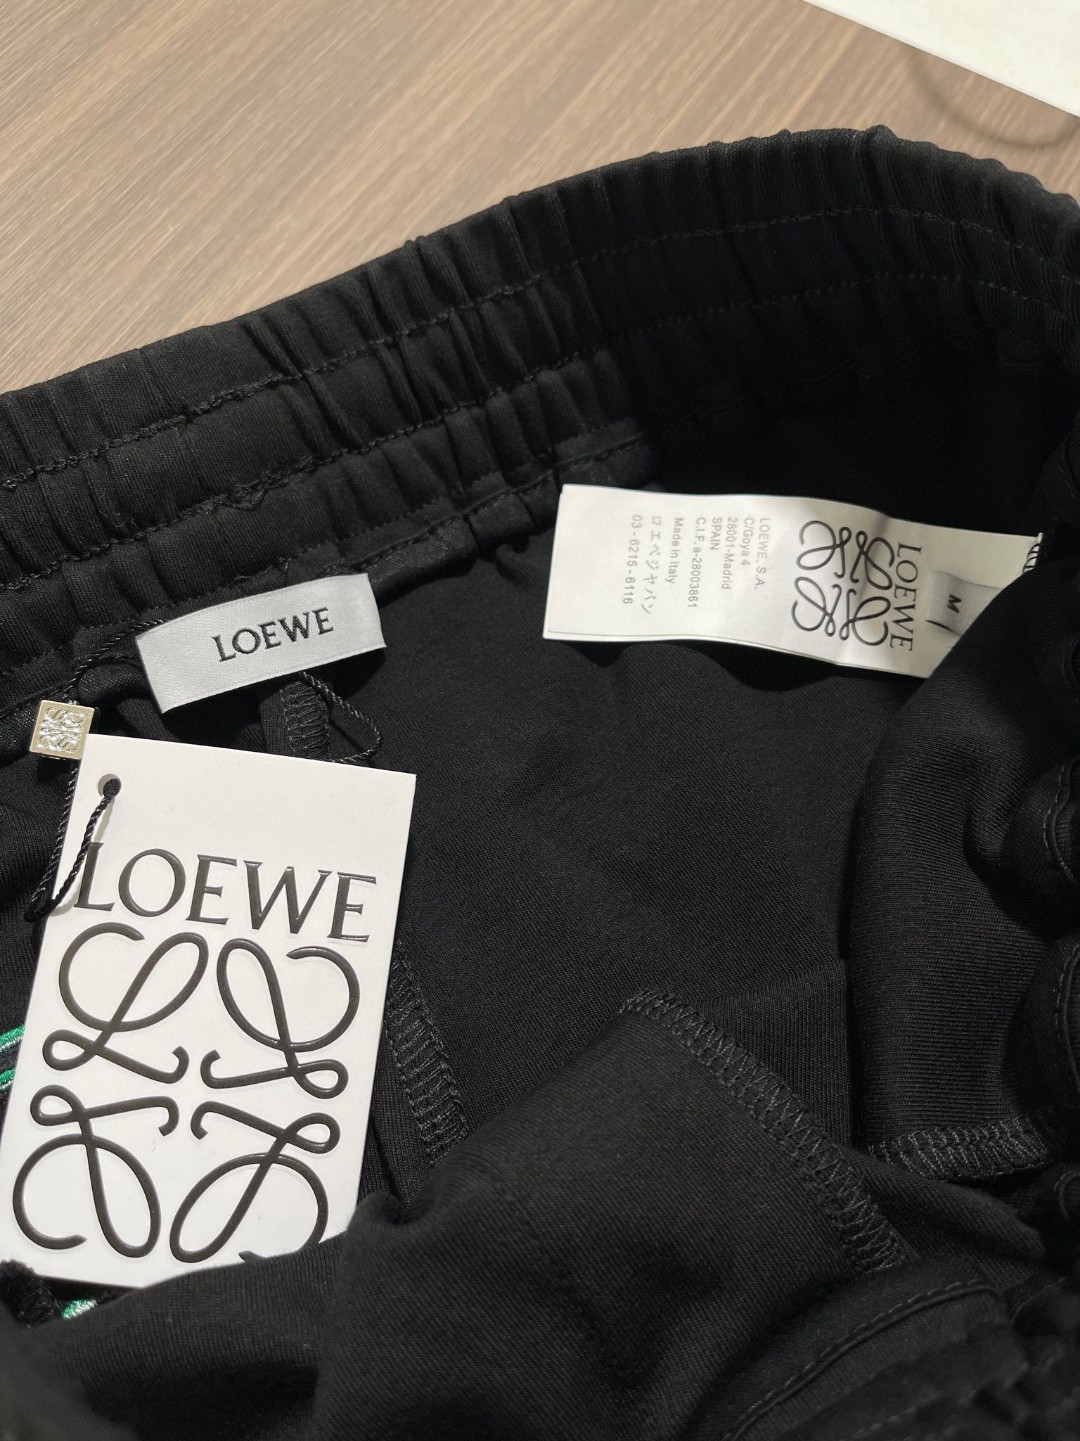 LOEWE
LOEWE
LOEWE
M
LOEWE, S.A.
C/Goya 4
28001-Madrid
SPAIN
C.I.F. a-28003861
Made in Italy
ロエベジャパン
03-6215-6116